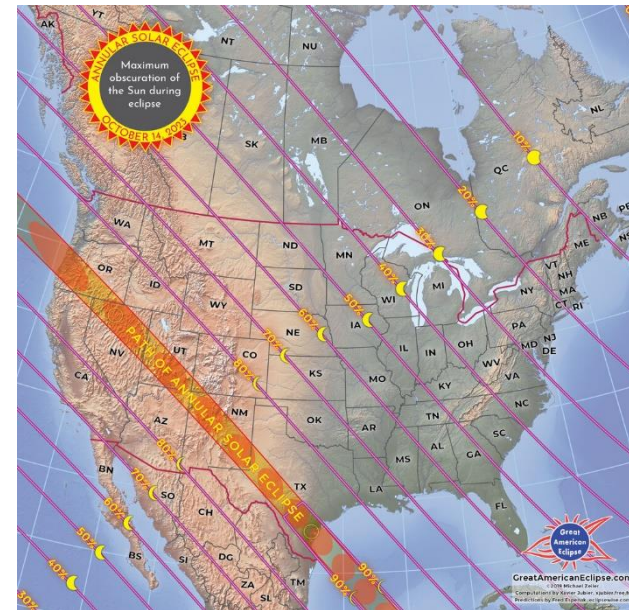 ANNULAR SOLAR ECLIPSE
Maximum
obscuration of
the Sun during
eclipse
OCTOBER 14, 2023
AK
YT
NT
NU
SK
MB
ON
QC
NL
NB
NS
ME
10%
20%
30%
40%
50%
60%
70%
80%
WA
MT
ND
MN
OR
ID
WY
SD
WI
MI
VT
NH
MA
CT
RI
NY
PA
NJ
MD
DE
NV
UT
CO
NE
IA
IL
IN
OH
WV
VA
CA
KS
MO
KY
NC
AZ
NM
OK
AR
TN
SC
MS
AL
GA
TX
LA
FL
PATH OF ANNULAR SOLAR ECLIPSE
BN
SO
CH
BS
DG
ZA
SL
TM
80%
70%
60%
50%
40%
30%
90%
90%
Great
American
Eclipse
GreatAmericanEclipse.com